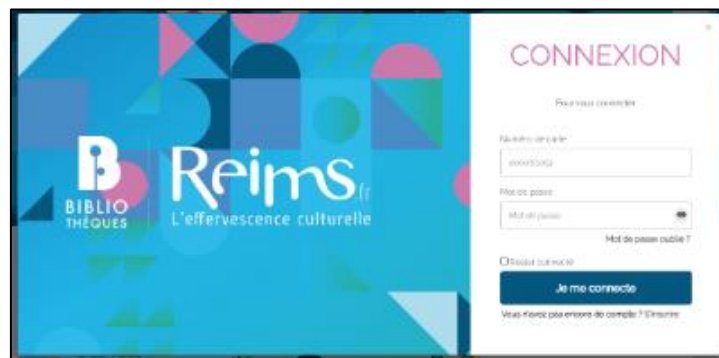 BIBLIO
THÈQUES
Reims.fr
L'effervescence culturelle
CONNEXION
Pour vous connecter
Numéro de carte
Mot de passe
Mot de passe
Mot de passe oublié ?
Rester connecté
Je me connecte
Vous n'avez pas encore de compte ? S'inscrire